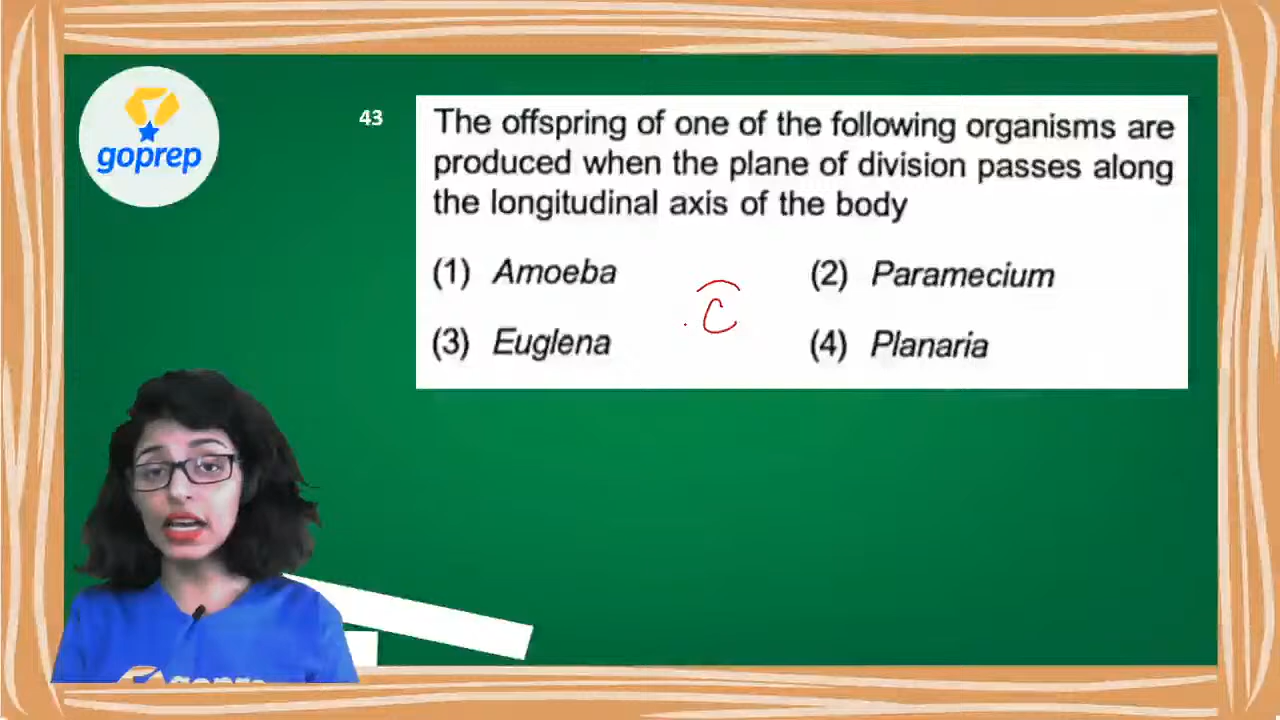 goprep
43
The offspring of one of the following organisms are
produced when the plane of division passes along
the longitudinal axis of the body
(1) Amoeba
(2) Paramecium
C
(3) Euglena
(4) Planaria